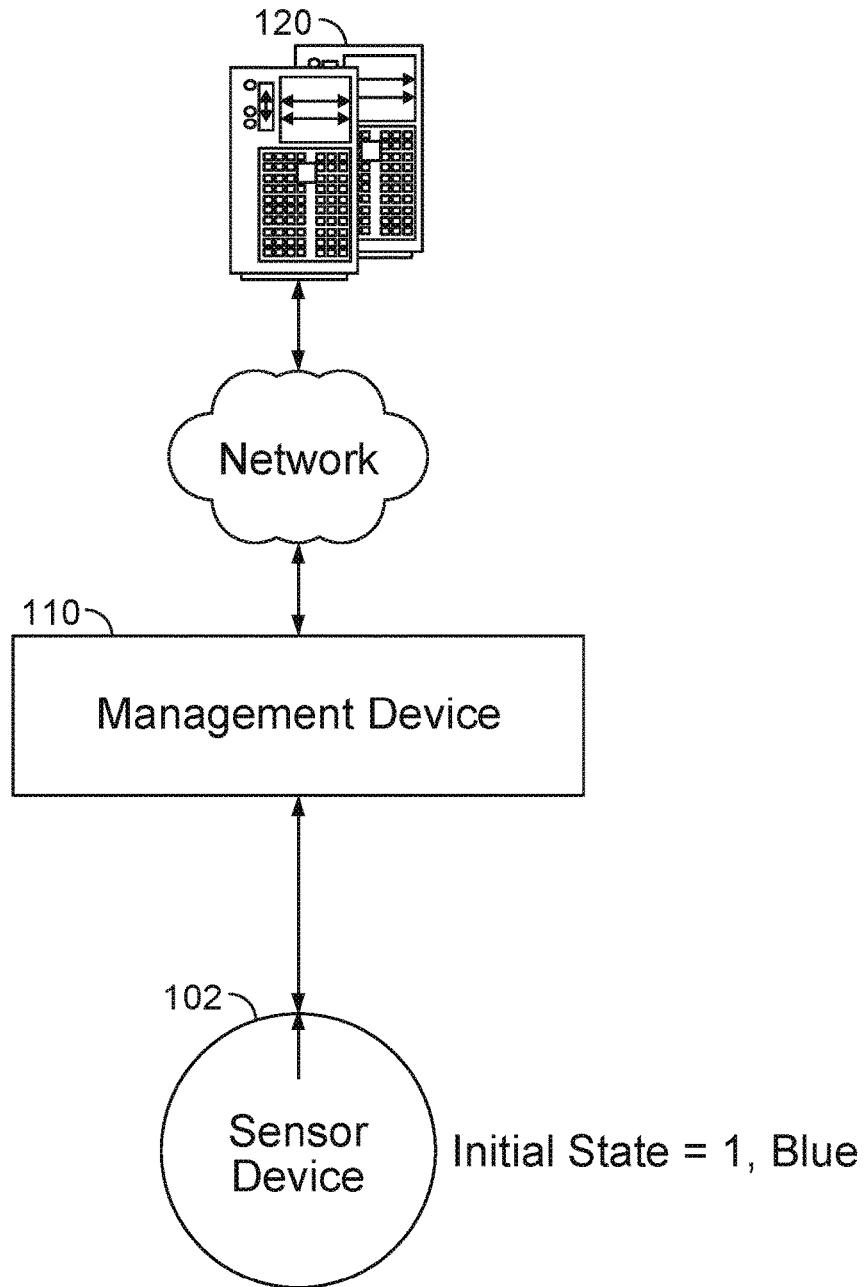 120
Network
110
Management Device
102
Sensor
Device
Initial State = 1, Blue